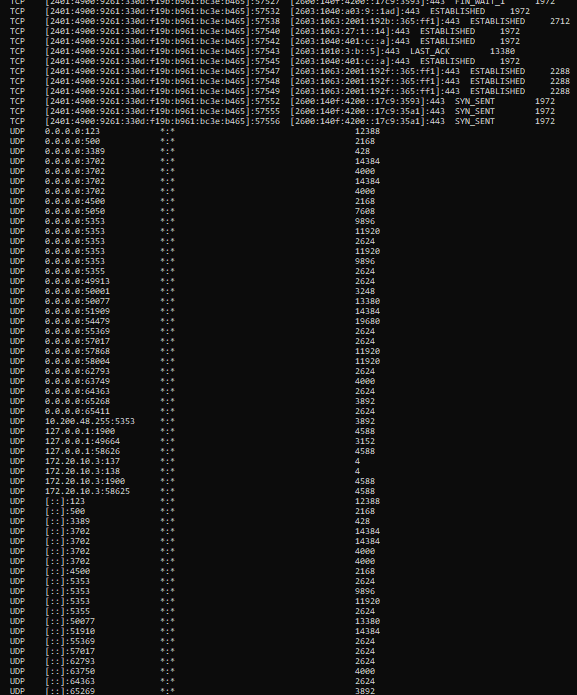 TCP [2401:4900:9261:330d:f19b:b961:bc3e:b465]:57527 [2600:140f:4200::17c9:3593]:443 FIN_WAIT_1 1972
TCP [2401:4900:9261:330d:f19b:b961:bc3e:b465]:57532 [2603:1040:a03:9::1ad]:443 ESTABLISHED 1972
TCP [2401:4900:9261:330d:f19b:b961:bc3e:b465]:57538 [2603:1063:2001:192b::365:ff1]:443 ESTABLISHED 2712
TCP [2401:4900:9261:330d:f19b:b961:bc3e:b465]:57540 [2603:1063:27:1::14]:443 ESTABLISHED 1972
TCP [2401:4900:9261:330d:f19b:b961:bc3e:b465]:57542 [2603:1040:401:c::a]:443 ESTABLISHED 1972
TCP [2401:4900:9261:330d:f19b:b961:bc3e:b465]:57543 [2603:1010:3:b::5]:443 LAST_ACK 13380
TCP [2401:4900:9261:330d:f19b:b961:bc3e:b465]:57545 [2603:1040:401:c::a]:443 ESTABLISHED 1972
TCP [2401:4900:9261:330d:f19b:b961:bc3e:b465]:57547 [2603:1063:2001:192f::365:ff1]:443 ESTABLISHED 2288
TCP [2401:4900:9261:330d:f19b:b961:bc3e:b465]:57548 [2603:1063:2001:192f::365:ff1]:443 ESTABLISHED 2288
TCP [2401:4900:9261:330d:f19b:b961:bc3e:b465]:57549 [2603:1063:2001:192f::365:ff1]:443 ESTABLISHED 2288
TCP [2401:4900:9261:330d:f19b:b961:bc3e:b465]:57552 [2600:140f:4200::17c9:3593]:443 SYN_SENT 1972
TCP [2401:4900:9261:330d:f19b:b961:bc3e:b465]:57555 [2600:140f:4200::17c9:35a1]:443 SYN_SENT 1972
TCP [2401:4900:9261:330d:f19b:b961:bc3e:b465]:57556 [2600:140f:4200::17c9:35a1]:443 SYN_SENT 1972
UDP 0.0.0.0:123 *:* 12388
UDP 0.0.0.0:500 *:* 2168
UDP 0.0.0.0:3389 *:* 428
UDP 0.0.0.0:3702 *:* 14384
UDP 0.0.0.0:3702 *:* 4000
UDP 0.0.0.0:3702 *:* 14384
UDP 0.0.0.0:3702 *:* 4000
UDP 0.0.0.0:4500 *:* 2168
UDP 0.0.0.0:5050 *:* 7608
UDP 0.0.0.0:5353 *:* 9896
UDP 0.0.0.0:5353 *:* 11920
UDP 0.0.0.0:5353 *:* 2624
UDP 0.0.0.0:5353 *:* 11920
UDP 0.0.0.0:5353 *:* 9896
UDP 0.0.0.0:5355 *:* 2624
UDP 0.0.0.0:49913 *:* 2624
UDP 0.0.0.0:50001 *:* 3248
UDP 0.0.0.0:50077 *:* 13380
UDP 0.0.0.0:51909 *:* 14384
UDP 0.0.0.0:54479 *:* 19680
UDP 0.0.0.0:55369 *:* 2624
UDP 0.0.0.0:57017 *:* 2624
UDP 0.0.0.0:57868 *:* 11920
UDP 0.0.0.0:58004 *:* 11920
UDP 0.0.0.0:62793 *:* 2624
UDP 0.0.0.0:63749 *:* 4000
UDP 0.0.0.0:64363 *:* 2624
UDP 0.0.0.0:65268 *:* 3892
UDP 0.0.0.0:65411 *:* 2624
UDP 10.200.48.255:5353 *:* 3892
UDP 127.0.0.1:1900 *:* 4588
UDP 127.0.0.1:49664 *:* 3152
UDP 127.0.0.1:58626 *:* 4588
UDP 172.20.10.3:137 *:* 4
UDP 172.20.10.3:138 *:* 4
UDP 172.20.10.3:1900 *:* 4588
UDP 172.20.10.3:58625 *:* 4588
UDP [::]:123 *:* 12388
UDP [::]:500 *:* 2168
UDP [::]:3389 *:* 428
UDP [::]:3702 *:* 14384
UDP [::]:3702 *:* 14384
UDP [::]:3702 *:* 4000
UDP [::]:3702 *:* 4000
UDP [::]:4500 *:* 2168
UDP [::]:5353 *:* 2624
UDP [::]:5353 *:* 9896
UDP [::]:5353 *:* 11920
UDP [::]:5355 *:* 2624
UDP [::]:50077 *:* 13380
UDP [::]:51910 *:* 14384
UDP [::]:55369 *:* 2624
UDP [::]:57017 *:* 2624
UDP [::]:62793 *:* 2624
UDP [::]:63750 *:* 4000
UDP [::]:64363 *:* 2624
UDP [::]:65269 *:* 3892